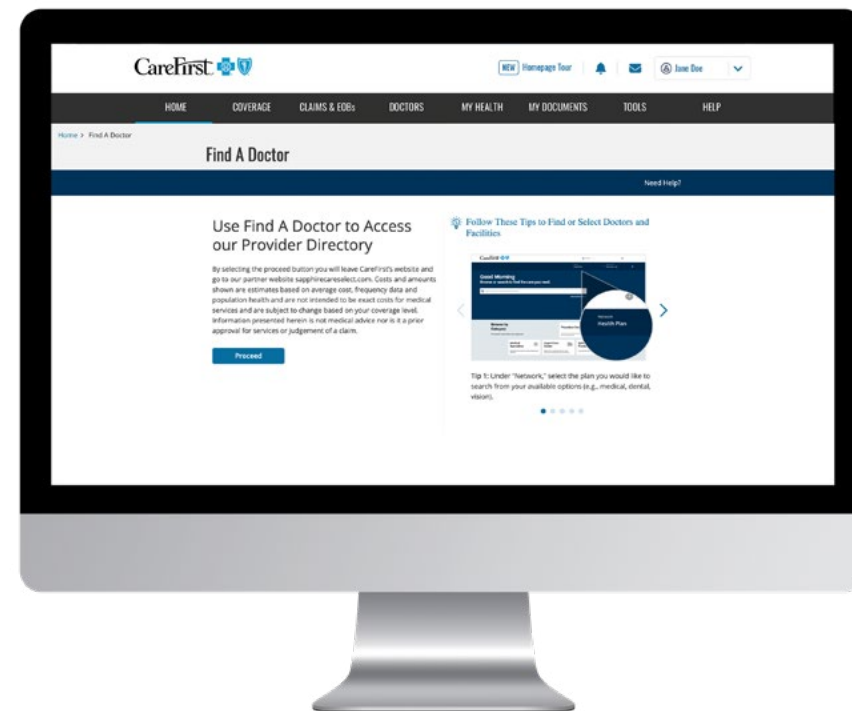 CareFirst
NEW Homepage Tour
Jane Doe
HOME COVERAGE CLAIMS & EOBs DOCTORS MY HEALTH MY DOCUMENTS TOOLS HELP
Home > Find A Doctor
Find A Doctor
Need Help?
Use Find A Doctor to Access
our Provider Directory
By selecting the proceed button you will leave CareFirst's website and
go to our partner website sapphirecareselect.com. Costs and amounts
shown are estimates based on average cost, frequency data and
population health and are not intended to be exact costs for medical
services and are subject to change based on your coverage level.
Information presented herein is not medical advice nor is it a prior
approval for services or judgement of a claim.
Proceed
Follow These Tips to Find or Select Doctors and
Facilities
CareFirst
Good Morning
Network
Health Plan
Tip 1: Under "Network," select the plan you would like to
search from your available options (e.g., medical, dental,
vision).